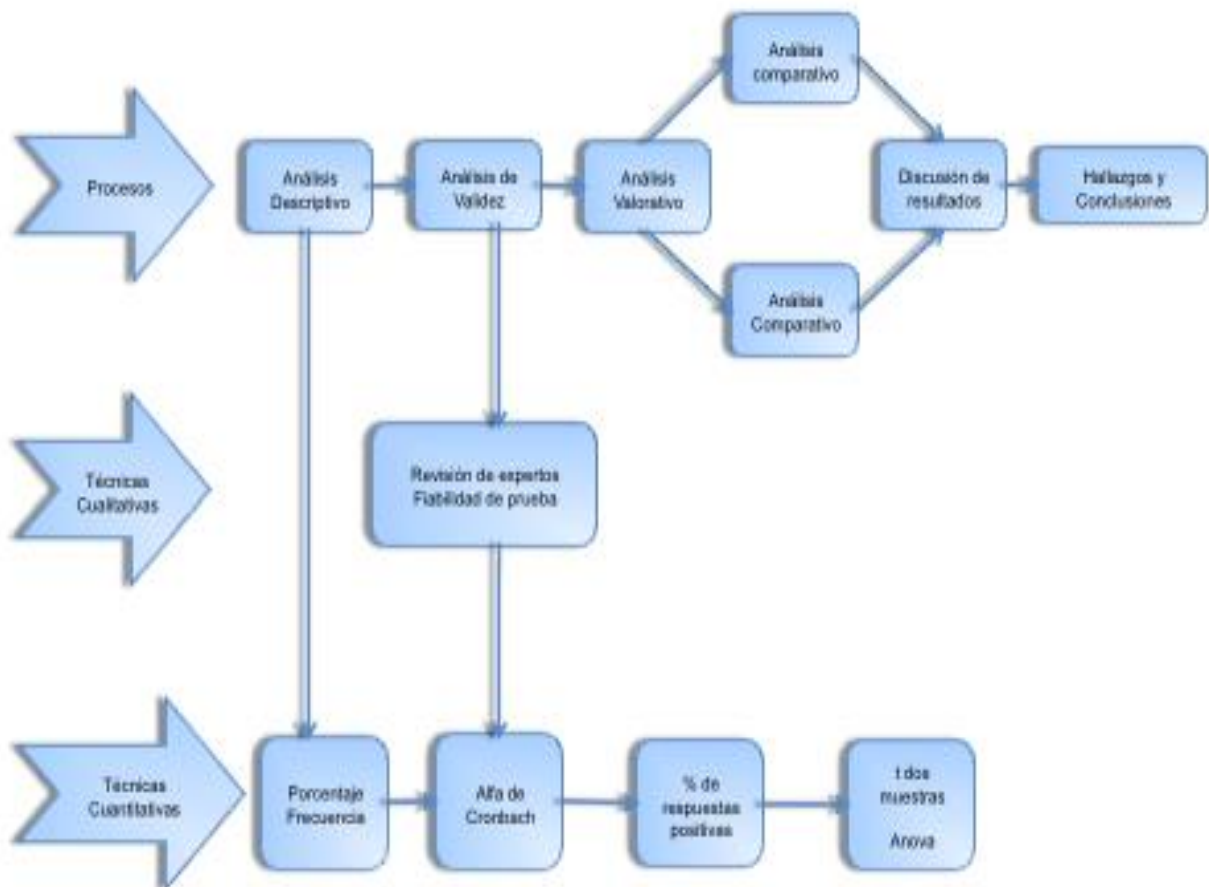 Análisis
comparativo
Procesos
Análisis
Descriptivo
Análisis de
Validez
Análisis
Valorativo
Discusión de
resultados
Hallazgos y
Conclusiones
Análisis
Comparativo
Técnicas
Cualitativas
Revisión de expertos
Fiabilidad de prueba
Técnicas
Cuantitativas
Porcentaje
Frecuencia
Alfa de
Cronbach
% de
respuestas
positivas
t dos
muestras
Anova